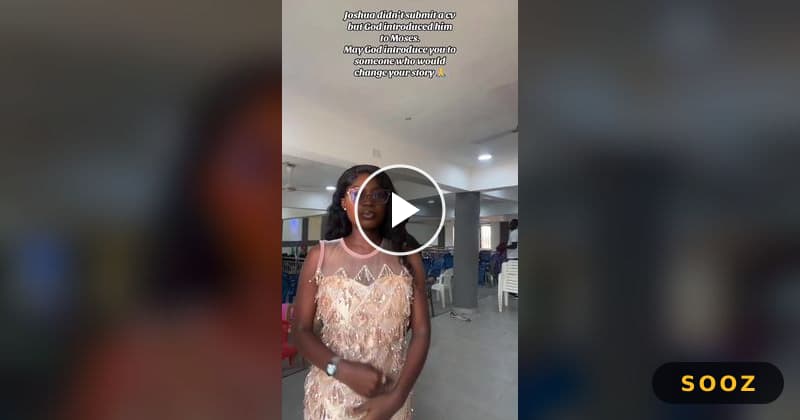 Joshua didn't submit a cv
but God introduced him
to Moses.
May God introduce you to
someone who would
change your story 🙏
SOOZ